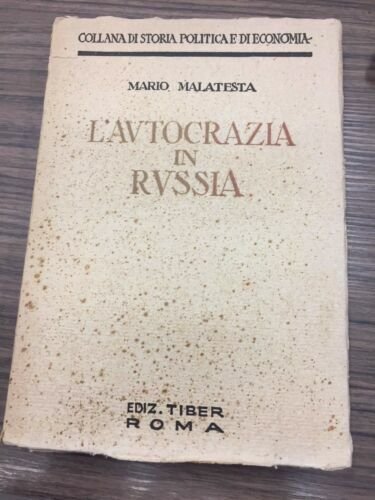 COLLANA DI STORIA POLITICA E DI ECONOMIA
MARIO MALATESTA
L'AVTOCRAZIA
IN
RVSSIA
EDIZ. TIBER
ROMA